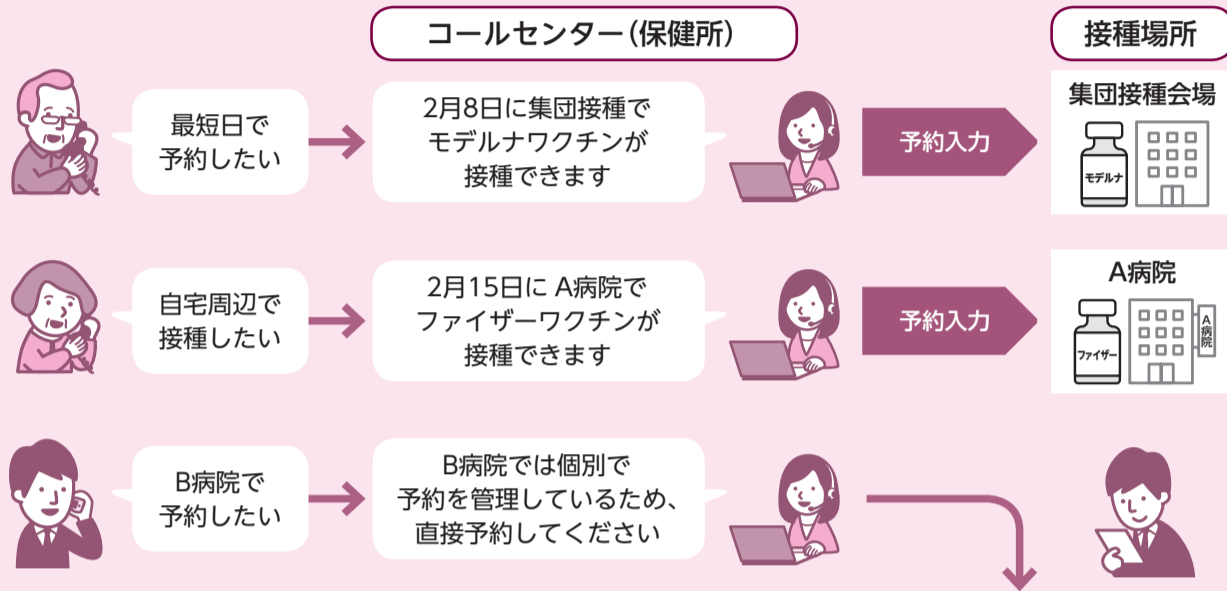 コールセンター(保健所)
接種場所
最短日で
予約したい
2月8日に集団接種で
モデルナワクチンが
接種できます
予約入力
集団接種会場
モデルナ
自宅周辺で
接種したい
2月15日に A病院で
ファイザーワクチンが
接種できます
予約入力
A病院
ファイザー
A病院
B病院で
予約したい
B病院では個別で
予約を管理しているため、
直接予約してください